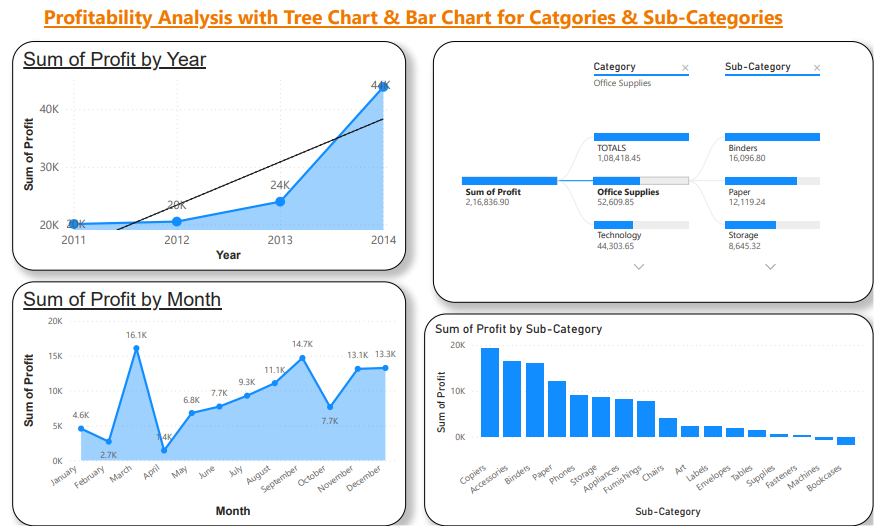 Profitability Analysis with Tree Chart & Bar Chart for Catgories & Sub-Categories
Sum of Profit by Year
Sum of Profit
40K
30K
20K
20K
20K
24K
44K
2011
2012
2013
2014
Year
Category
Office Supplies
Sub-Category
Sum of Profit
2,16,836.90
TOTALS
1,08,418.45
Office Supplies
52,609.85
Technology
44,303.65
Binders
16,096.80
Paper
12,119.24
Storage
8,645.32
Sum of Profit by Month
Sum of Profit
20K
15K
10K
5K
0K
4.6K
2.7K
16.1K
1.4K
6.8K
7.7K
9.3K
11.1K
14.7K
7.7K
13.1K
13.3K
January
February
March
April
May
June
July
August
September
October
November
December
Month
Sum of Profit by Sub-Category
Sum of Profit
20K
10K
0K
Copiers
Accessories
Binders
Paper
Phones
Storage
Appliances
Furnishings
Chairs
Art
Labels
Envelopes
Tables
Supplies
Fasteners
Machines
Bookcases
Sub-Category